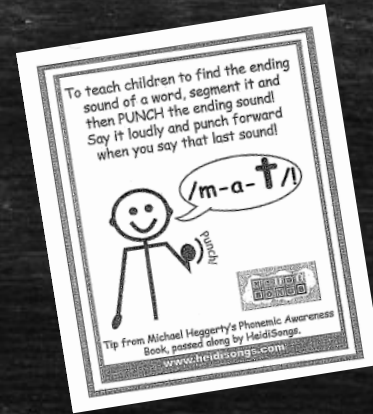 To teach children to find the ending
sound of a word, segment it and
then PUNCH the ending sound!
Say it loudly and punch forward
when you say that last sound!
/m-a-t/!
Punch!
HEIDI
SONGS
Tip from Michael Heggerty's Phonemic Awareness
Book, passed along by HeidiSongs.
www.heidisongs.com